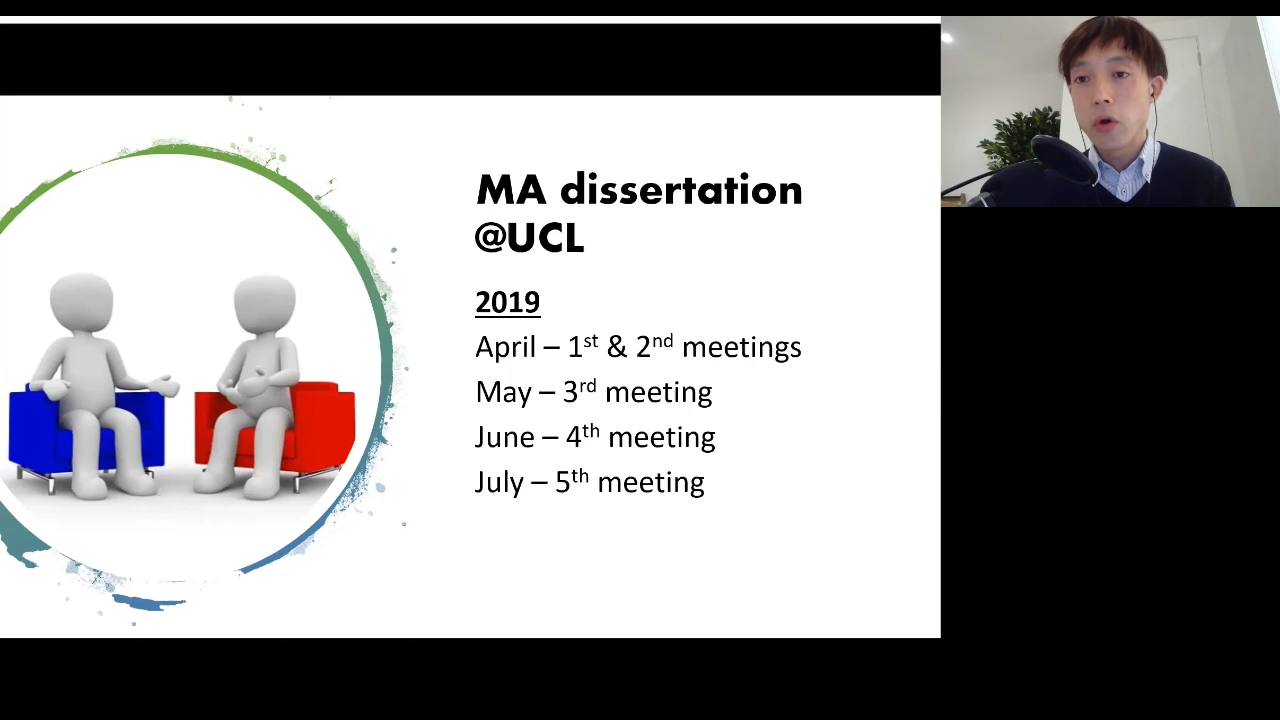 MA dissertation
@UCL
2019
April – 1st & 2nd meetings
May – 3rd meeting
June – 4th meeting
July – 5th meeting